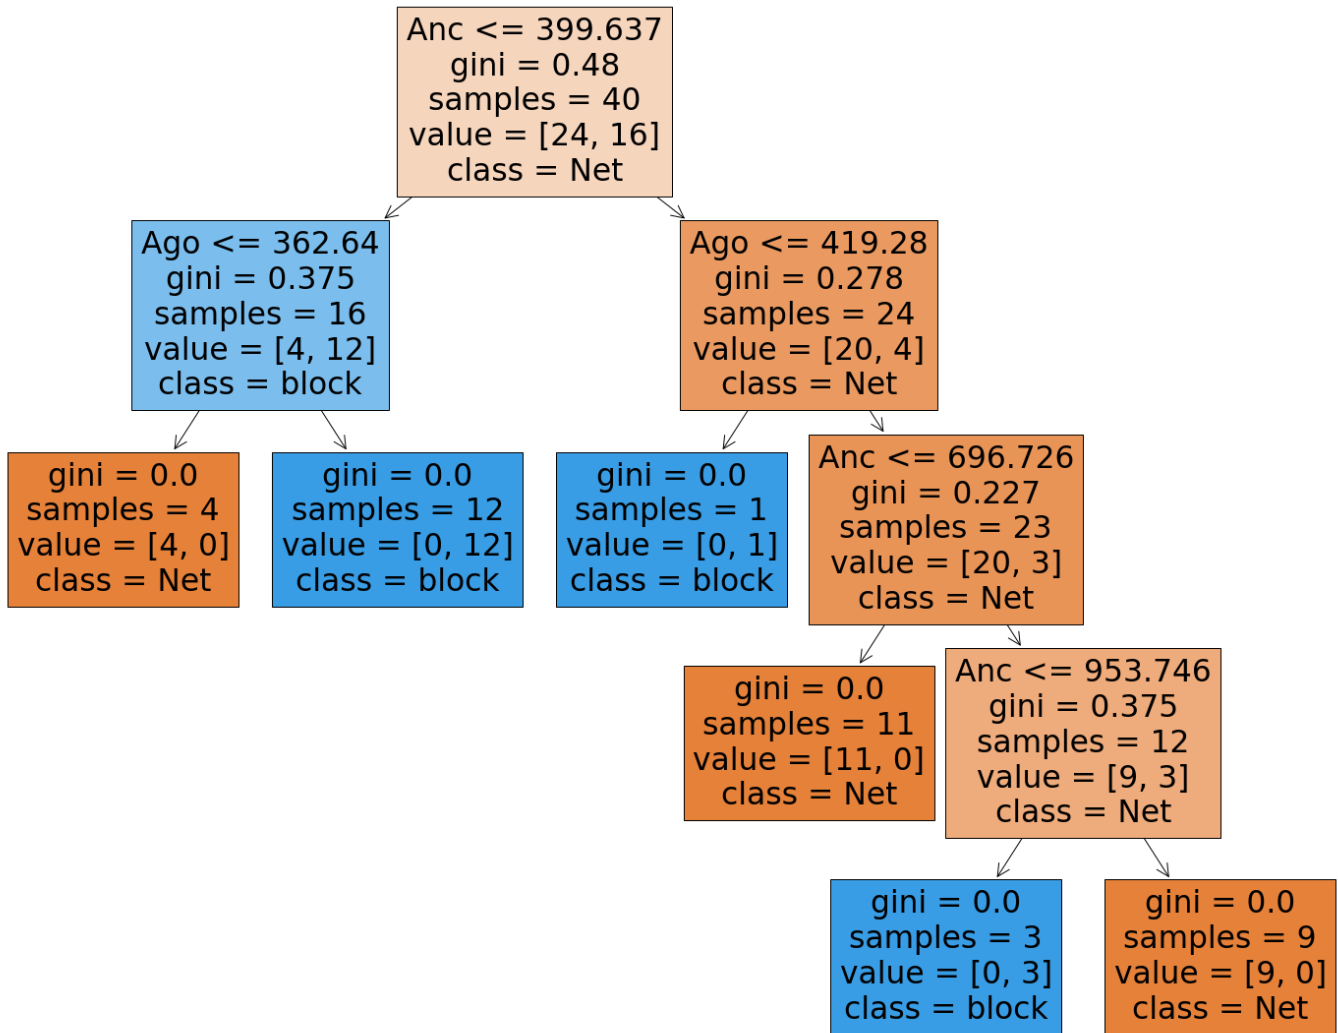 Anc <= 399.637
gini = 0.48
samples = 40
value = [24, 16]
class = Net
Ago <= 362.64
gini = 0.375
samples = 16
value = [4, 12]
class = block
Ago <= 419.28
gini = 0.278
samples = 24
value = [20, 4]
class = Net
gini = 0.0
samples = 4
value = [4, 0]
class = Net
gini = 0.0
samples = 12
value = [0, 12]
class = block
gini = 0.0
samples = 1
value = [0, 1]
class = block
Anc <= 696.726
gini = 0.227
samples = 23
value = [20, 3]
class = Net
gini = 0.0
samples = 11
value = [11, 0]
class = Net
Anc <= 953.746
gini = 0.375
samples = 12
value = [9, 3]
class = Net
gini = 0.0
samples = 3
value = [0, 3]
class = block
gini = 0.0
samples = 9
value = [9, 0]
class = Net